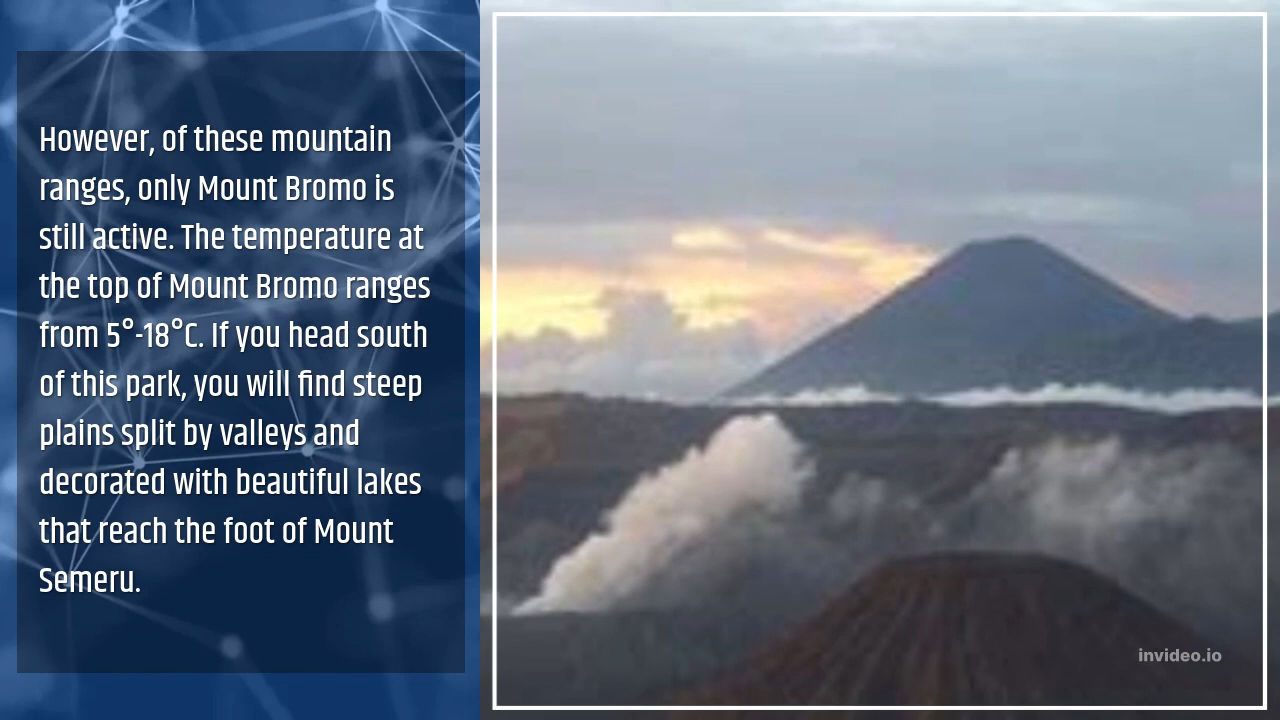 However, of these mountain
ranges, only Mount Bromo is
still active. The temperature at
the top of Mount Bromo ranges
from 5°-18°C. If you head south
of this park, you will find steep
plains split by valleys and
decorated with beautiful lakes
that reach the foot of Mount
Semeru.
invideo.io